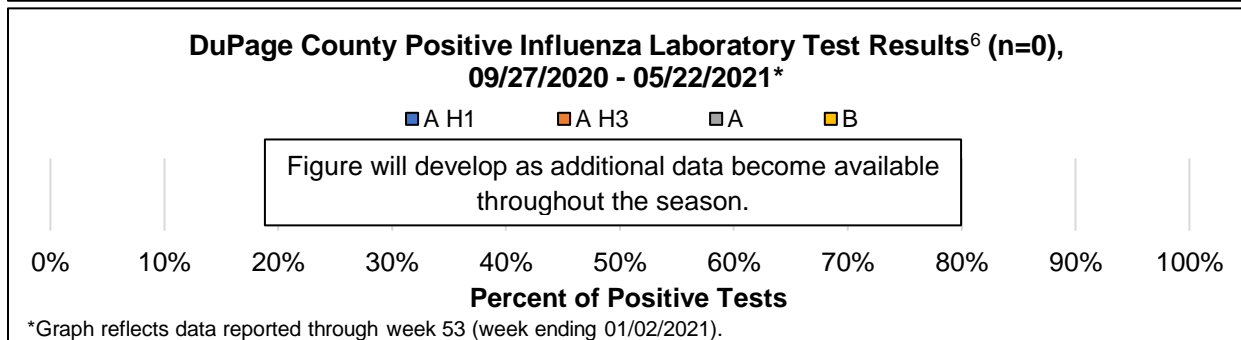 DuPage County Positive Influenza Laboratory Test Results⁶ (n=0),
09/27/2020 - 05/22/2021*
A H1 A H3 A B
Figure will develop as additional data become available
throughout the season.
0% 10% 20% 30% 40% 50% 60% 70% 80% 90% 100%
Percent of Positive Tests
*Graph reflects data reported through week 53 (week ending 01/02/2021).